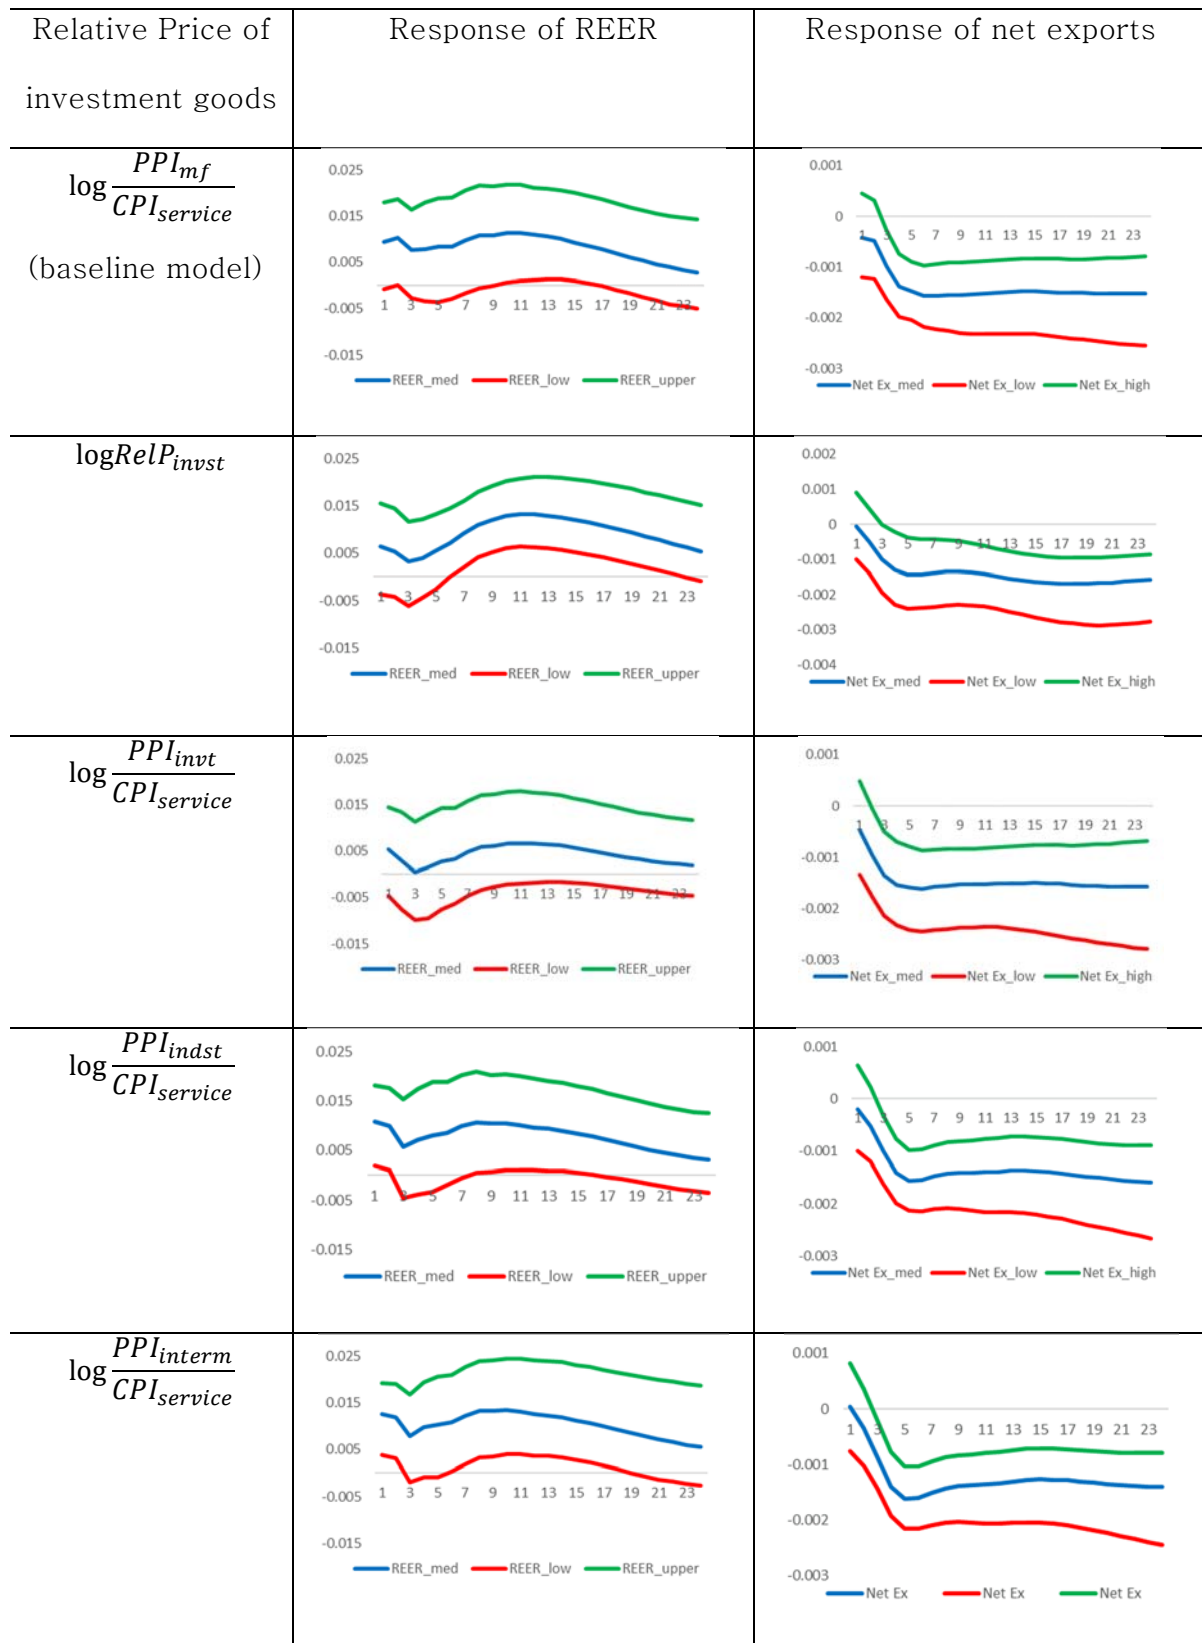 Relative Price of
investment goods
Response of REER
Response of net exports
log PPI_mf / CPI_service
(baseline model)
0.025
0.015
0.005
-0.005
-0.015
1 3 5 7 9 11 13 15 17 19 21 23
REER_med REER_low REER_upper
0.001
0
-0.001
-0.002
-0.003
1 3 5 7 9 11 13 15 17 19 21 23
Net Ex_med Net Ex_low Net Ex_high
logRelP_invst
0.025
0.015
0.005
-0.005
-0.015
1 3 5 7 9 11 13 15 17 19 21 23
REER_med REER_low REER_upper
0.002
0.001
0
-0.001
-0.002
-0.003
-0.004
1 3 5 7 9 11 13 15 17 19 21 23
Net Ex_med Net Ex_low Net Ex_high
log PPI_invt / CPI_service
0.025
0.015
0.005
-0.005
-0.015
1 3 5 7 9 11 13 15 17 19 21 23
REER_med REER_low REER_upper
0.001
0
-0.001
-0.002
-0.003
1 3 5 7 9 11 13 15 17 19 21 23
Net Ex_med Net Ex_low Net Ex_high
log PPI_indst / CPI_service
0.025
0.015
0.005
-0.005
-0.015
1 3 5 7 9 11 13 15 17 19 21 23
REER_med REER_low REER_upper
0.001
0
-0.001
-0.002
-0.003
1 3 5 7 9 11 13 15 17 19 21 23
Net Ex_med Net Ex_low Net Ex_high
log PPI_interm / CPI_service
0.025
0.015
0.005
-0.005
-0.015
1 3 5 7 9 11 13 15 17 19 21 23
REER_med REER_low REER_upper
0.001
0
-0.001
-0.002
-0.003
1 3 5 7 9 11 13 15 17 19 21 23
Net Ex Net Ex Net Ex